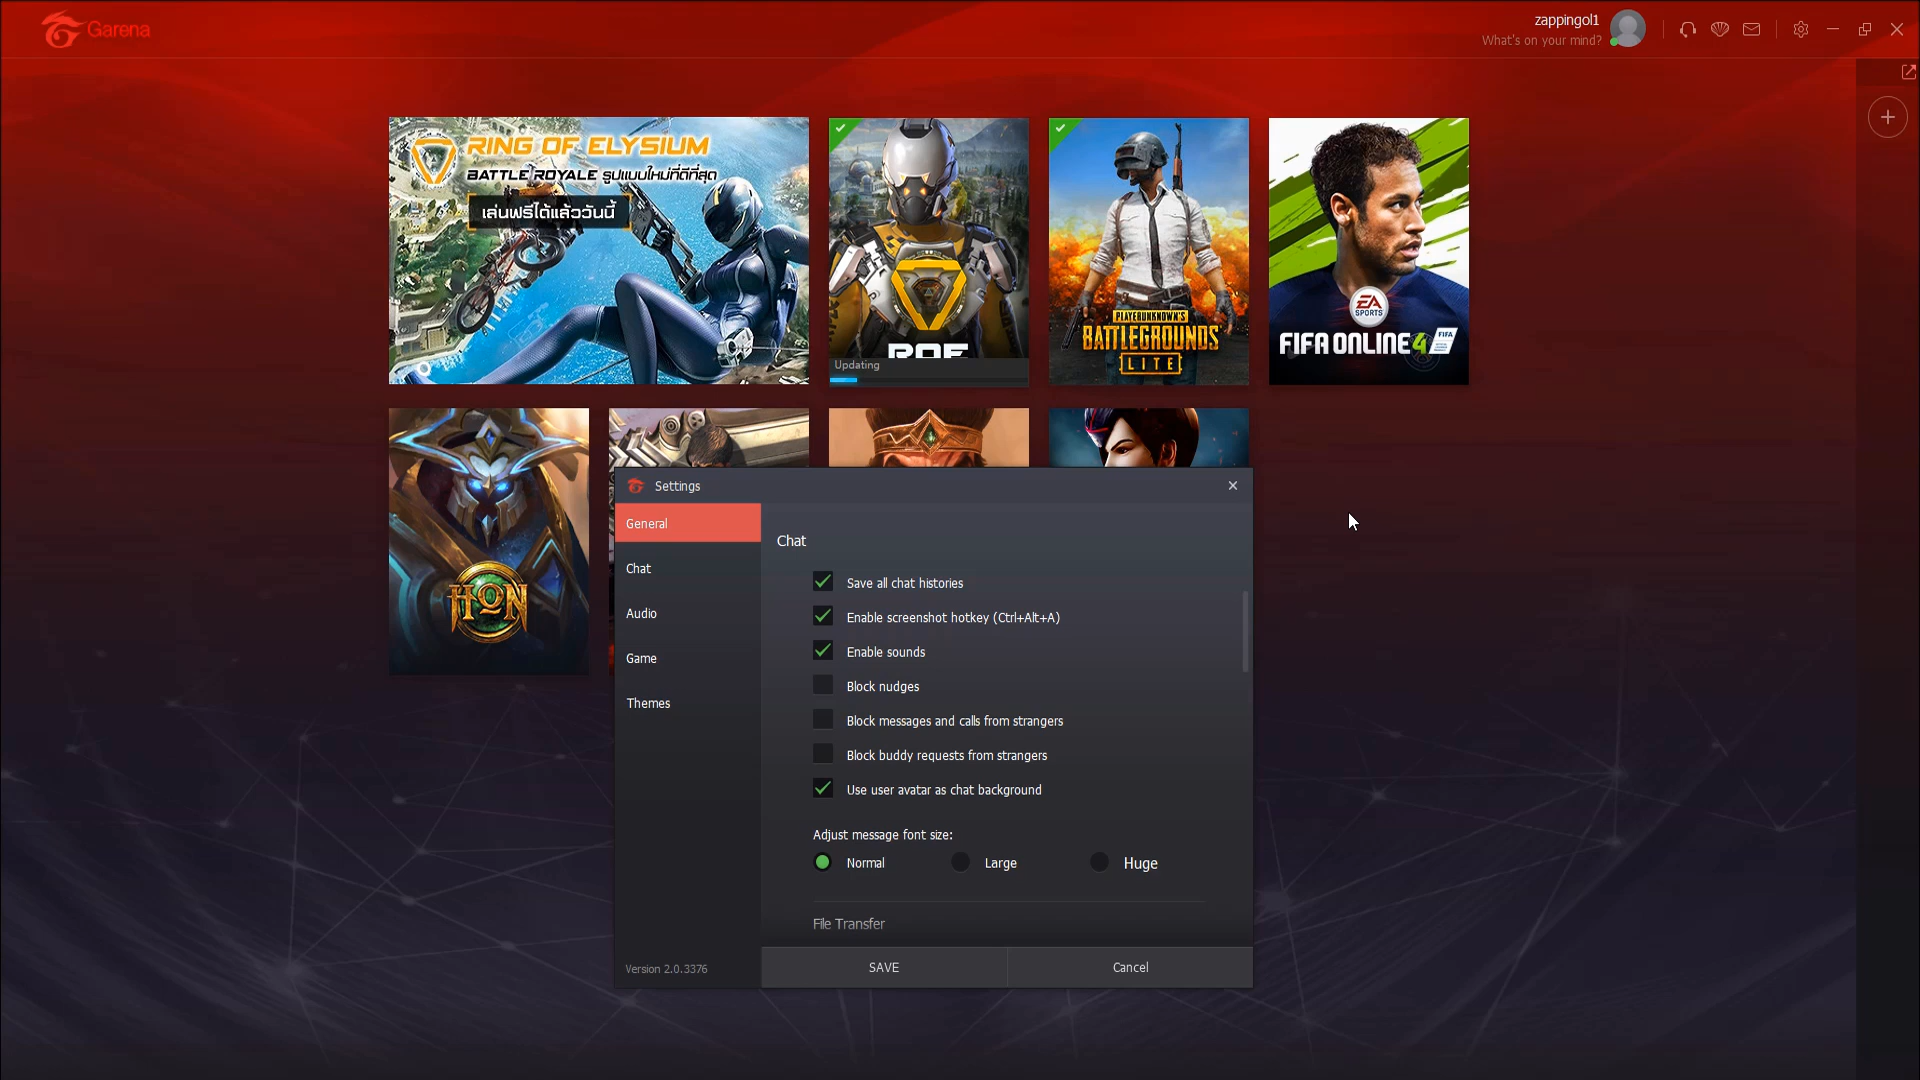 Garena
zappingol1
What's on your mind?
RING OF ELYSIUM
BATTLE ROYALE รูปแบบใหม่ที่ดีที่สุด
เล่นฟรีได้แล้ววันนี้
ROE
Updating
PLAYERUNKNOWN'S
BATTLEGROUNDS
LITE
EA
SPORTS
FIFA ONLINE 4
FIFA
HON
Settings
General
Chat
Audio
Game
Themes
Version 2.0.3376
Chat
Save all chat histories
Enable screenshot hotkey (Ctrl+Alt+A)
Enable sounds
Block nudges
Block messages and calls from strangers
Block buddy requests from strangers
Use user avatar as chat background
Adjust message font size:
Normal Large Huge
File Transfer
SAVE Cancel